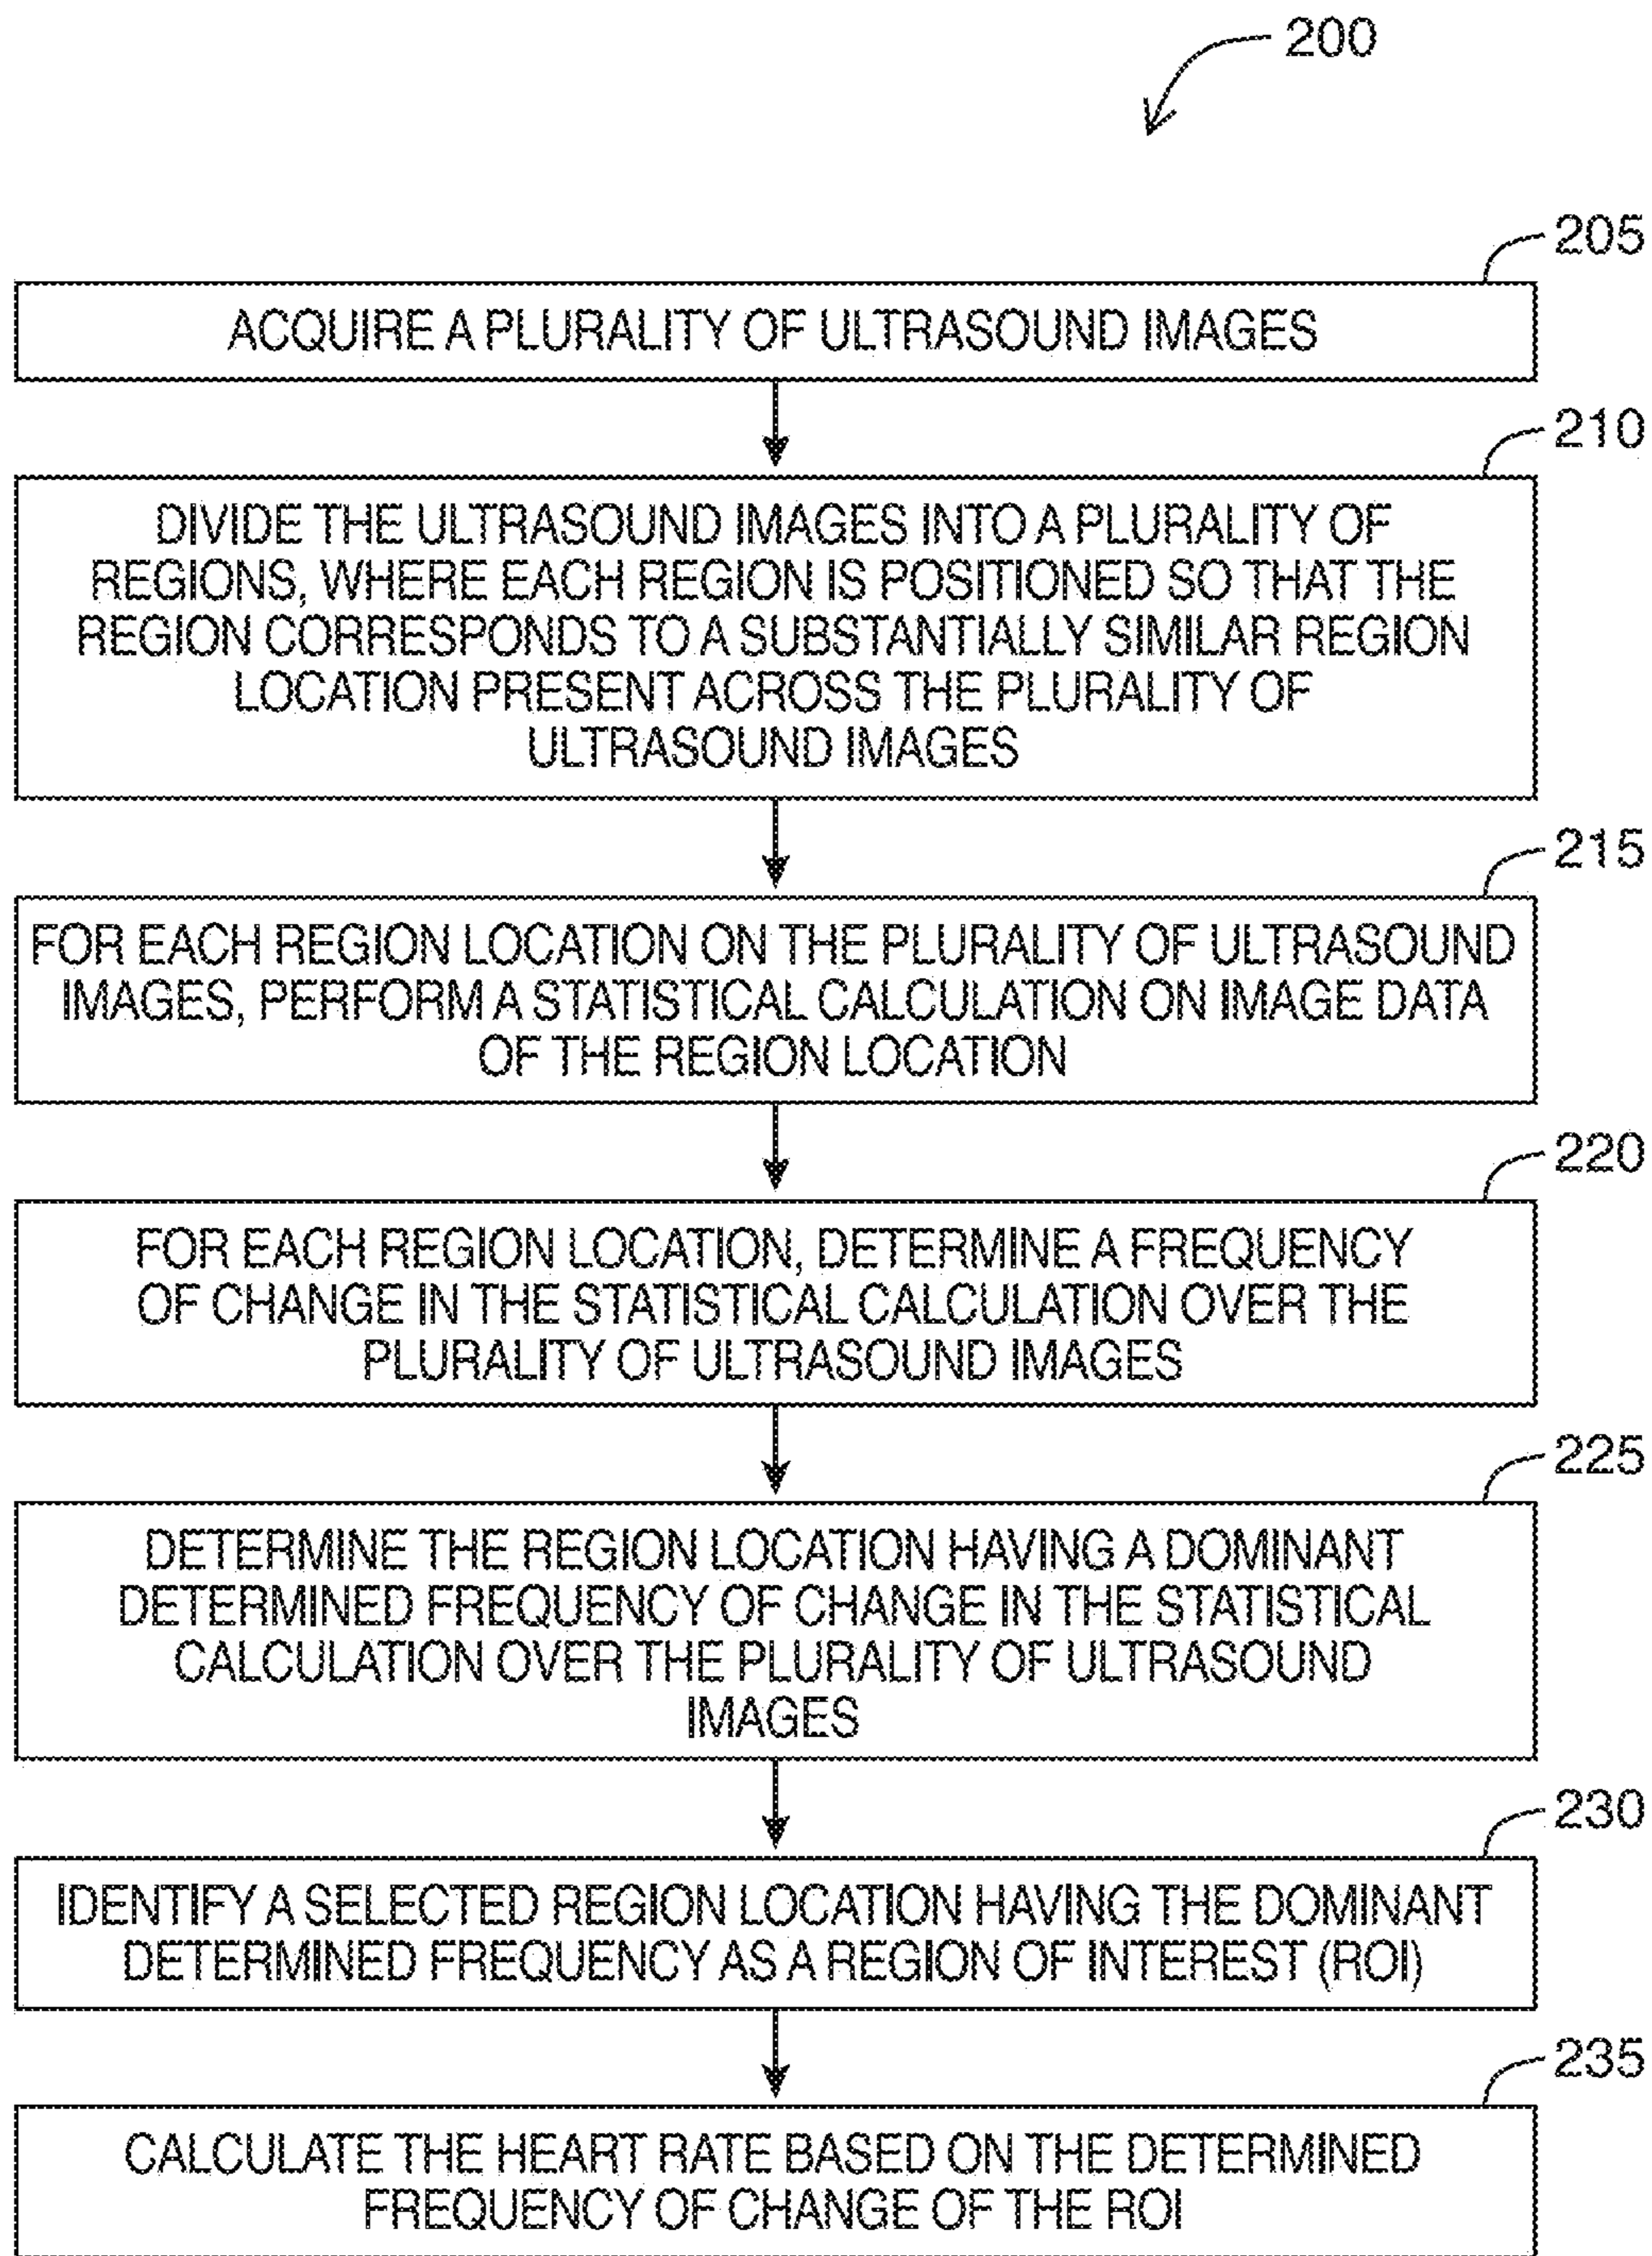 200
205
ACQUIRE A PLURALITY OF ULTRASOUND IMAGES
210
DIVIDE THE ULTRASOUND IMAGES INTO A PLURALITY OF
REGIONS, WHERE EACH REGION IS POSITIONED SO THAT THE
REGION CORRESPONDS TO A SUBSTANTIALLY SIMILAR REGION
LOCATION PRESENT ACROSS THE PLURALITY OF
ULTRASOUND IMAGES
215
FOR EACH REGION LOCATION ON THE PLURALITY OF ULTRASOUND
IMAGES, PERFORM A STATISTICAL CALCULATION ON IMAGE DATA
OF THE REGION LOCATION
220
FOR EACH REGION LOCATION, DETERMINE A FREQUENCY
OF CHANGE IN THE STATISTICAL CALCULATION OVER THE
PLURALITY OF ULTRASOUND IMAGES
225
DETERMINE THE REGION LOCATION HAVING A DOMINANT
DETERMINED FREQUENCY OF CHANGE IN THE STATISTICAL
CALCULATION OVER THE PLURALITY OF ULTRASOUND
IMAGES
230
IDENTIFY A SELECTED REGION LOCATION HAVING THE DOMINANT
DETERMINED FREQUENCY AS A REGION OF INTEREST (ROI)
235
CALCULATE THE HEART RATE BASED ON THE DETERMINED
FREQUENCY OF CHANGE OF THE ROI